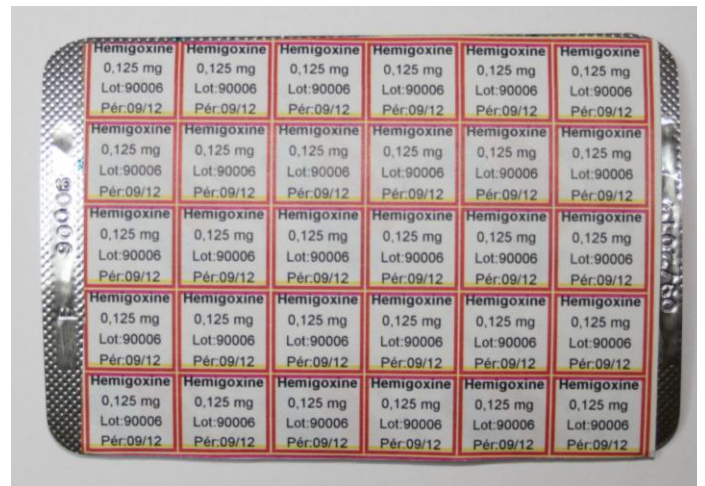 Hemigoxine Hemigoxine Hemigoxine Hemigoxine Hemigoxine Hemigoxine
0,125 mg 0,125 mg 0,125 mg 0,125 mg 0,125 mg 0,125 mg
Lot:90006 Lot:90006 Lot:90006 Lot:90006 Lot:90006 Lot:90006
Pér:09/12 Pér:09/12 Pér:09/12 Pér:09/12 Pér:09/12 Pér:09/12
Hemigoxine Hemigoxine Hemigoxine Hemigoxine Hemigoxine Hemigoxine
0,125 mg 0,125 mg 0,125 mg 0,125 mg 0,125 mg 0,125 mg
Lot:90006 Lot:90006 Lot:90006 Lot:90006 Lot:90006 Lot:90006
Pér:09/12 Pér:09/12 Pér:09/12 Pér:09/12 Pér:09/12 Pér:09/12
Hemigoxine Hemigoxine Hemigoxine Hemigoxine Hemigoxine Hemigoxine
0,125 mg 0,125 mg 0,125 mg 0,125 mg 0,125 mg 0,125 mg
Lot:90006 Lot:90006 Lot:90006 Lot:90006 Lot:90006 Lot:90006
Pér:09/12 Pér:09/12 Pér:09/12 Pér:09/12 Pér:09/12 Pér:09/12
Hemigoxine Hemigoxine Hemigoxine Hemigoxine Hemigoxine Hemigoxine
0,125 mg 0,125 mg 0,125 mg 0,125 mg 0,125 mg 0,125 mg
Lot:90006 Lot:90006 Lot:90006 Lot:90006 Lot:90006 Lot:90006
Pér:09/12 Pér:09/12 Pér:09/12 Pér:09/12 Pér:09/12 Pér:09/12
Hemigoxine Hemigoxine Hemigoxine Hemigoxine Hemigoxine Hemigoxine
0,125 mg 0,125 mg 0,125 mg 0,125 mg 0,125 mg 0,125 mg
Lot:90006 Lot:90006 Lot:90006 Lot:90006 Lot:90006 Lot:90006
Pér:09/12 Pér:09/12 Pér:09/12 Pér:09/12 Pér:09/12 Pér:09/12
90006